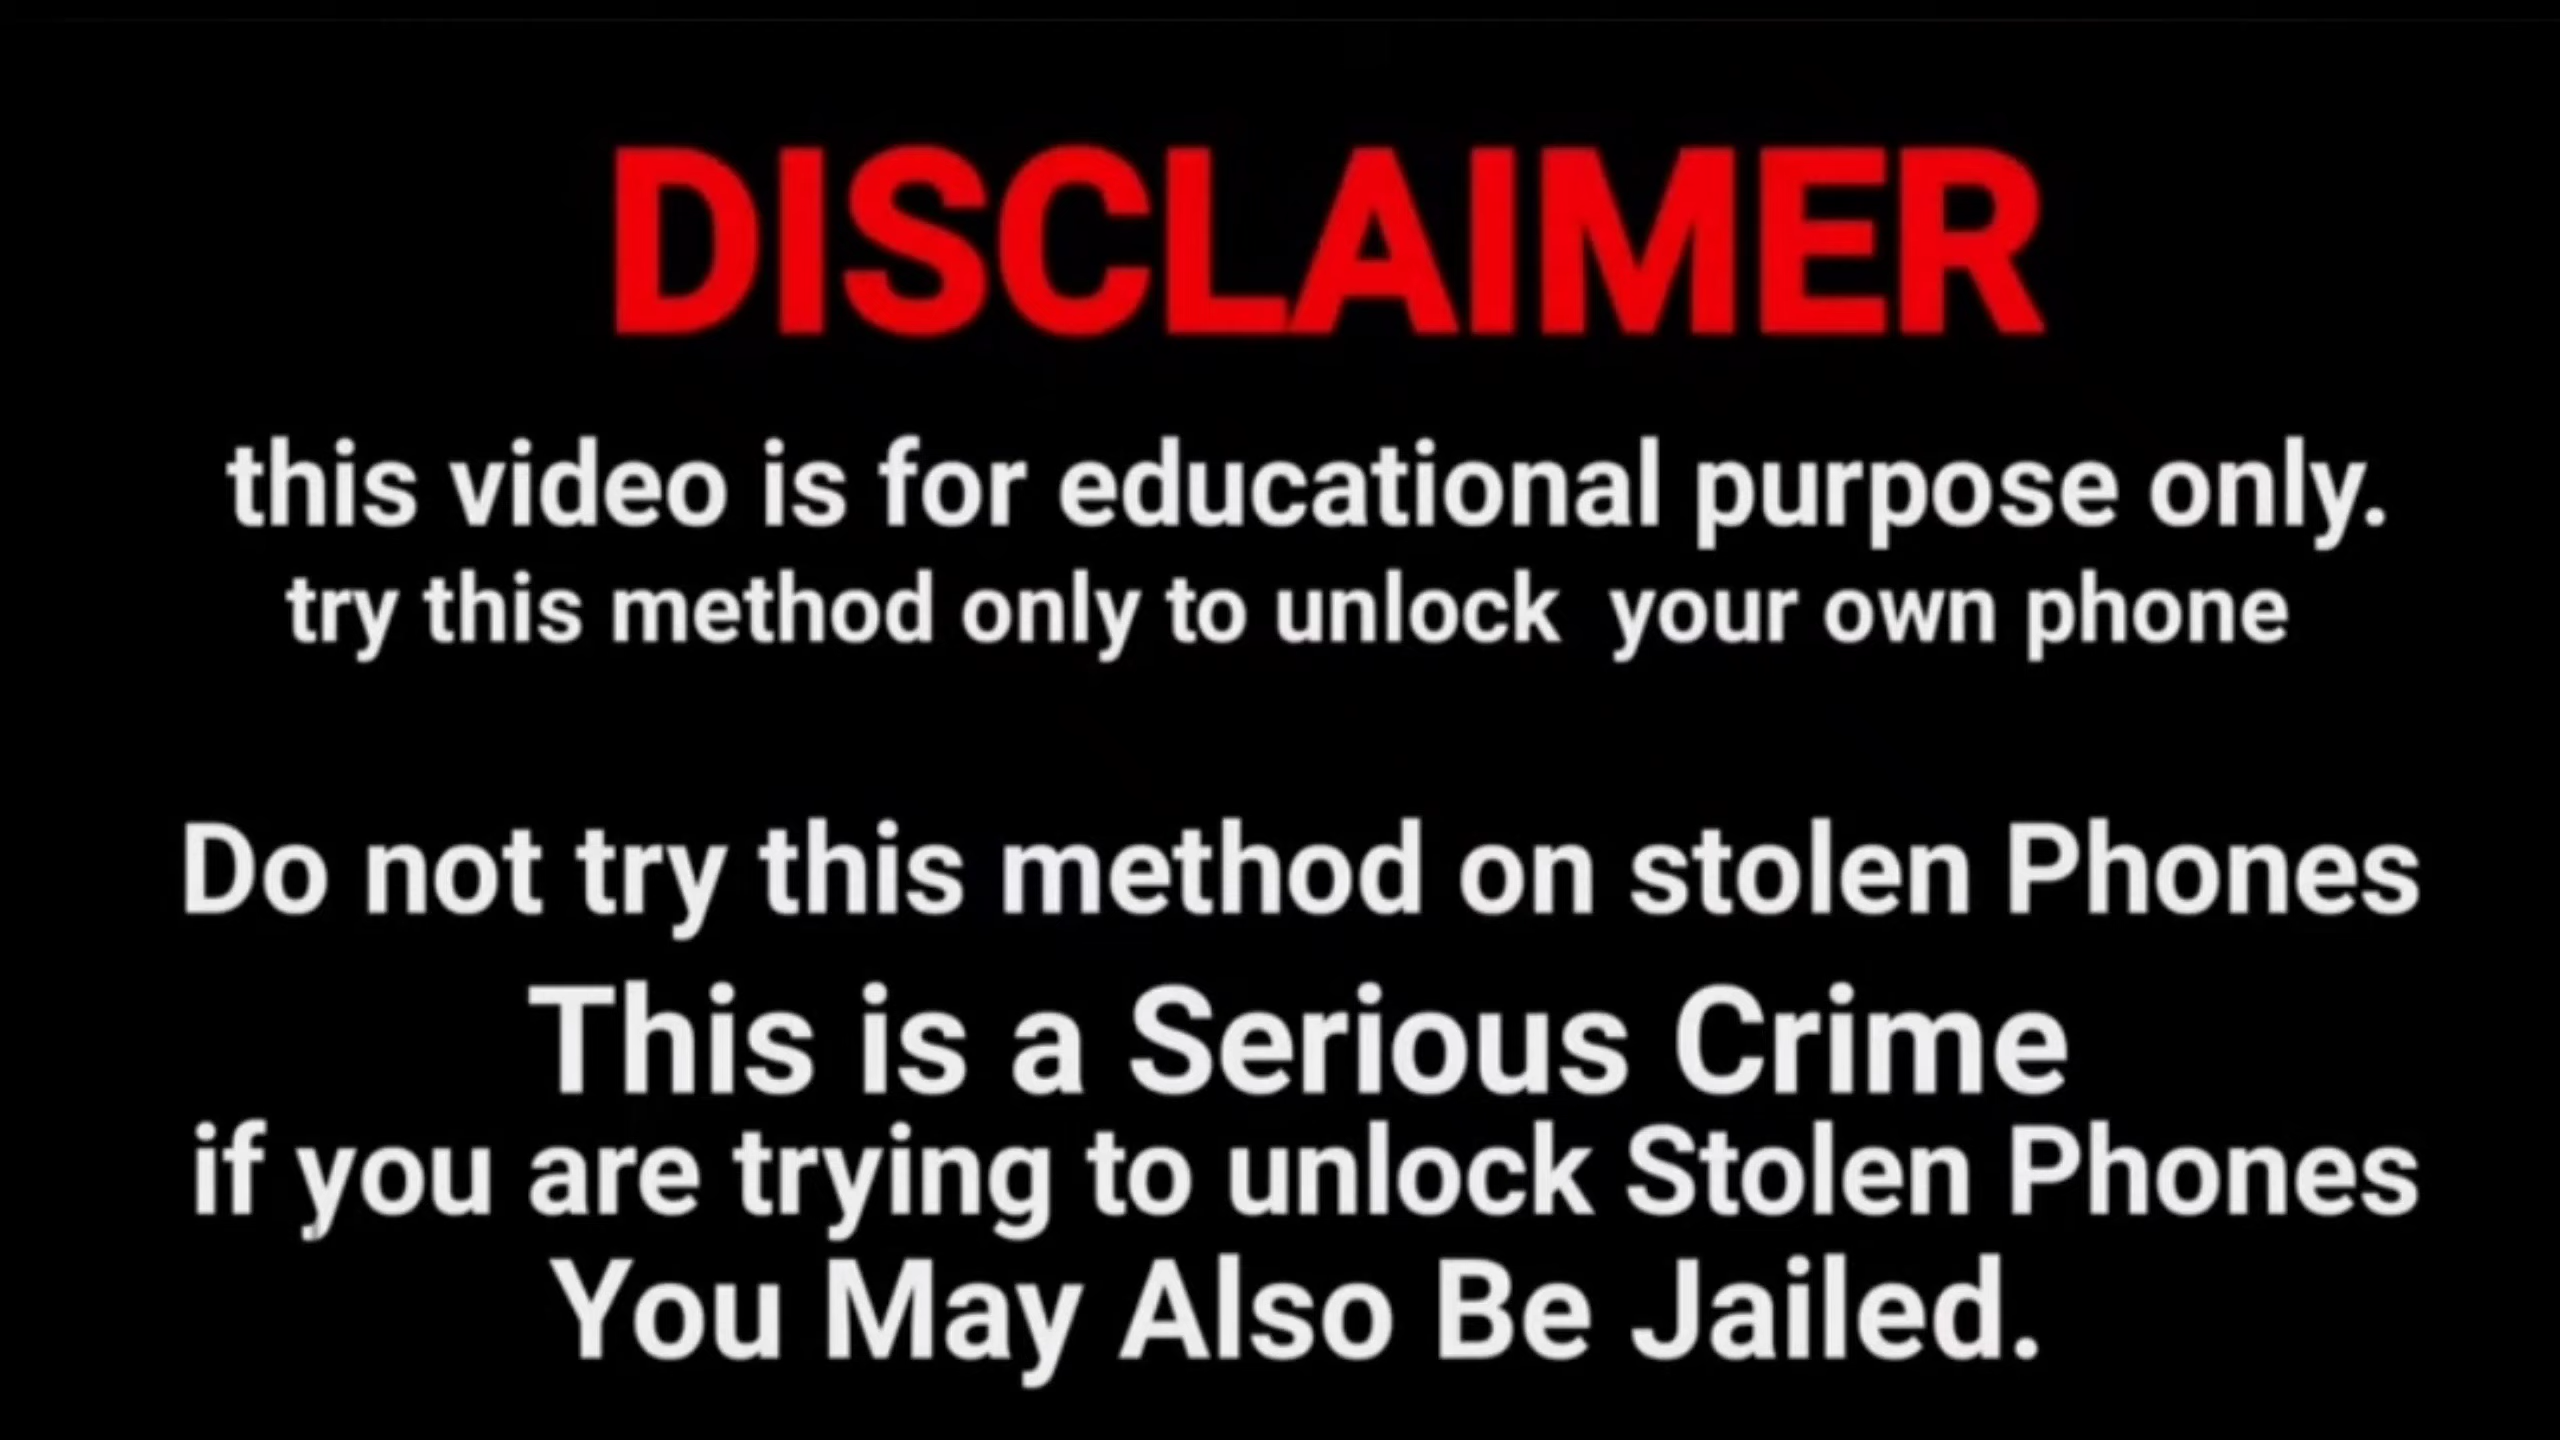 DISCLAIMER
this video is for educational purpose only.
try this method only to unlock  your own phone
Do not try this method on stolen Phones
This is a Serious Crime
if you are trying to unlock Stolen Phones
You May Also Be Jailed.